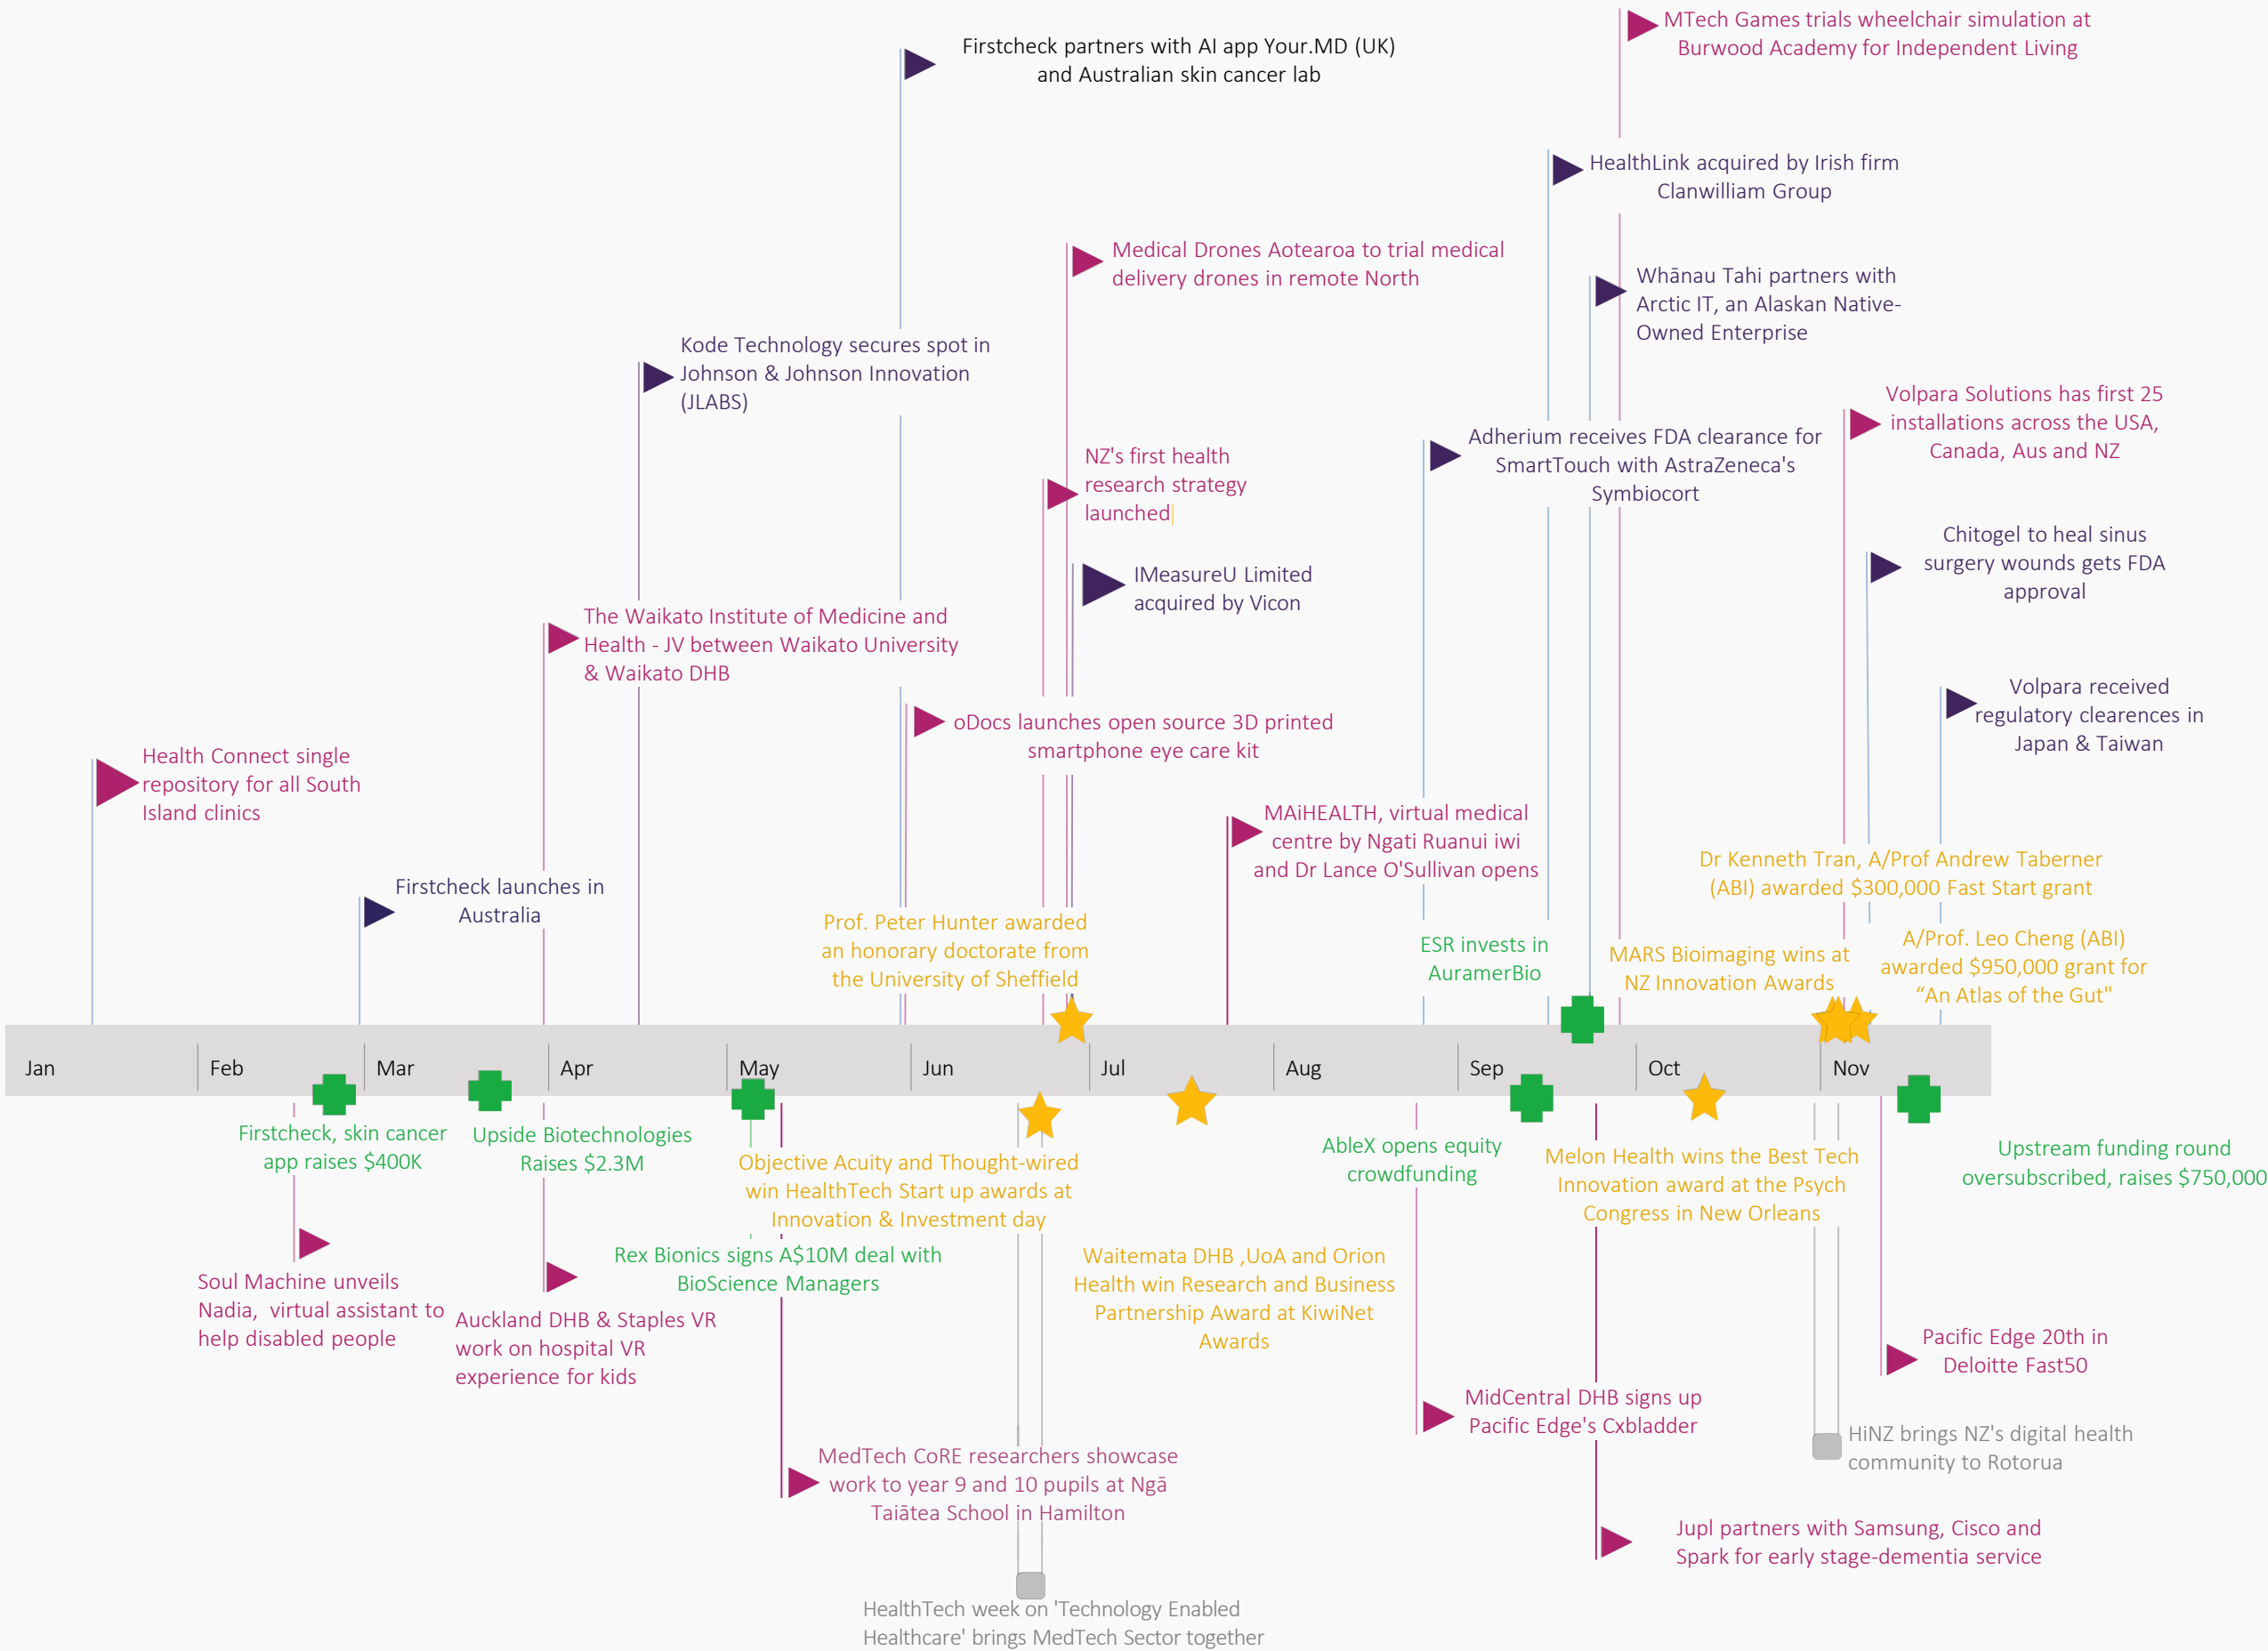 MTech Games trials wheelchair simulation at
Burwood Academy for Independent Living
Firstcheck partners with AI app Your.MD (UK)
and Australian skin cancer lab
HealthLink acquired by Irish firm
Clanwilliam Group
Medical Drones Aotearoa to trial medical
delivery drones in remote North
Whānau Tahi partners with
Arctic IT, an Alaskan Native-
Owned Enterprise
Kode Technology secures spot in
Johnson & Johnson Innovation
(JLABS)
Volpara Solutions has first 25
installations across the USA,
Canada, Aus and NZ
Adherium receives FDA clearance for
SmartTouch with AstraZeneca's
Symbiocort
NZ's first health
research strategy
launched
Chitogel to heal sinus
surgery wounds gets FDA
approval
IMeasureU Limited
acquired by Vicon
The Waikato Institute of Medicine and
Health - JV between Waikato University
& Waikato DHB
Volpara received
regulatory clearences in
Japan & Taiwan
oDocs launches open source 3D printed
smartphone eye care kit
Health Connect single
repository for all South
Island clinics
MAiHEALTH, virtual medical
centre by Ngati Ruanui iwi
and Dr Lance O'Sullivan opens
Dr Kenneth Tran, A/Prof Andrew Taberner
(ABI) awarded $300,000 Fast Start grant
Firstcheck launches in
Australia
Prof. Peter Hunter awarded
an honorary doctorate from
the University of Sheffield
ESR invests in
AuramerBio
MARS Bioimaging wins at
NZ Innovation Awards
A/Prof. Leo Cheng (ABI)
awarded $950,000 grant for
“An Atlas of the Gut"
Jan
Feb
Mar
Apr
May
Jun
Jul
Aug
Sep
Oct
Nov
Firstcheck, skin cancer
app raises $400K
Upside Biotechnologies
Raises $2.3M
Objective Acuity and Thought-wired
win HealthTech Start up awards at
Innovation & Investment day
AbleX opens equity
crowdfunding
Melon Health wins the Best Tech
Innovation award at the Psych
Congress in New Orleans
Upstream funding round
oversubscribed, raises $750,000
Rex Bionics signs A$10M deal with
BioScience Managers
Waitemata DHB ,UoA and Orion
Health win Research and Business
Partnership Award at KiwiNet
Awards
Soul Machine unveils
Nadia,  virtual assistant to
help disabled people
Auckland DHB & Staples VR
work on hospital VR
experience for kids
Pacific Edge 20th in
Deloitte Fast50
MidCentral DHB signs up
Pacific Edge's Cxbladder
HiNZ brings NZ's digital health
community to Rotorua
MedTech CoRE researchers showcase
work to year 9 and 10 pupils at Ngā
Taiātea School in Hamilton
Jupl partners with Samsung, Cisco and
Spark for early stage-dementia service
HealthTech week on 'Technology Enabled
Healthcare' brings MedTech Sector together